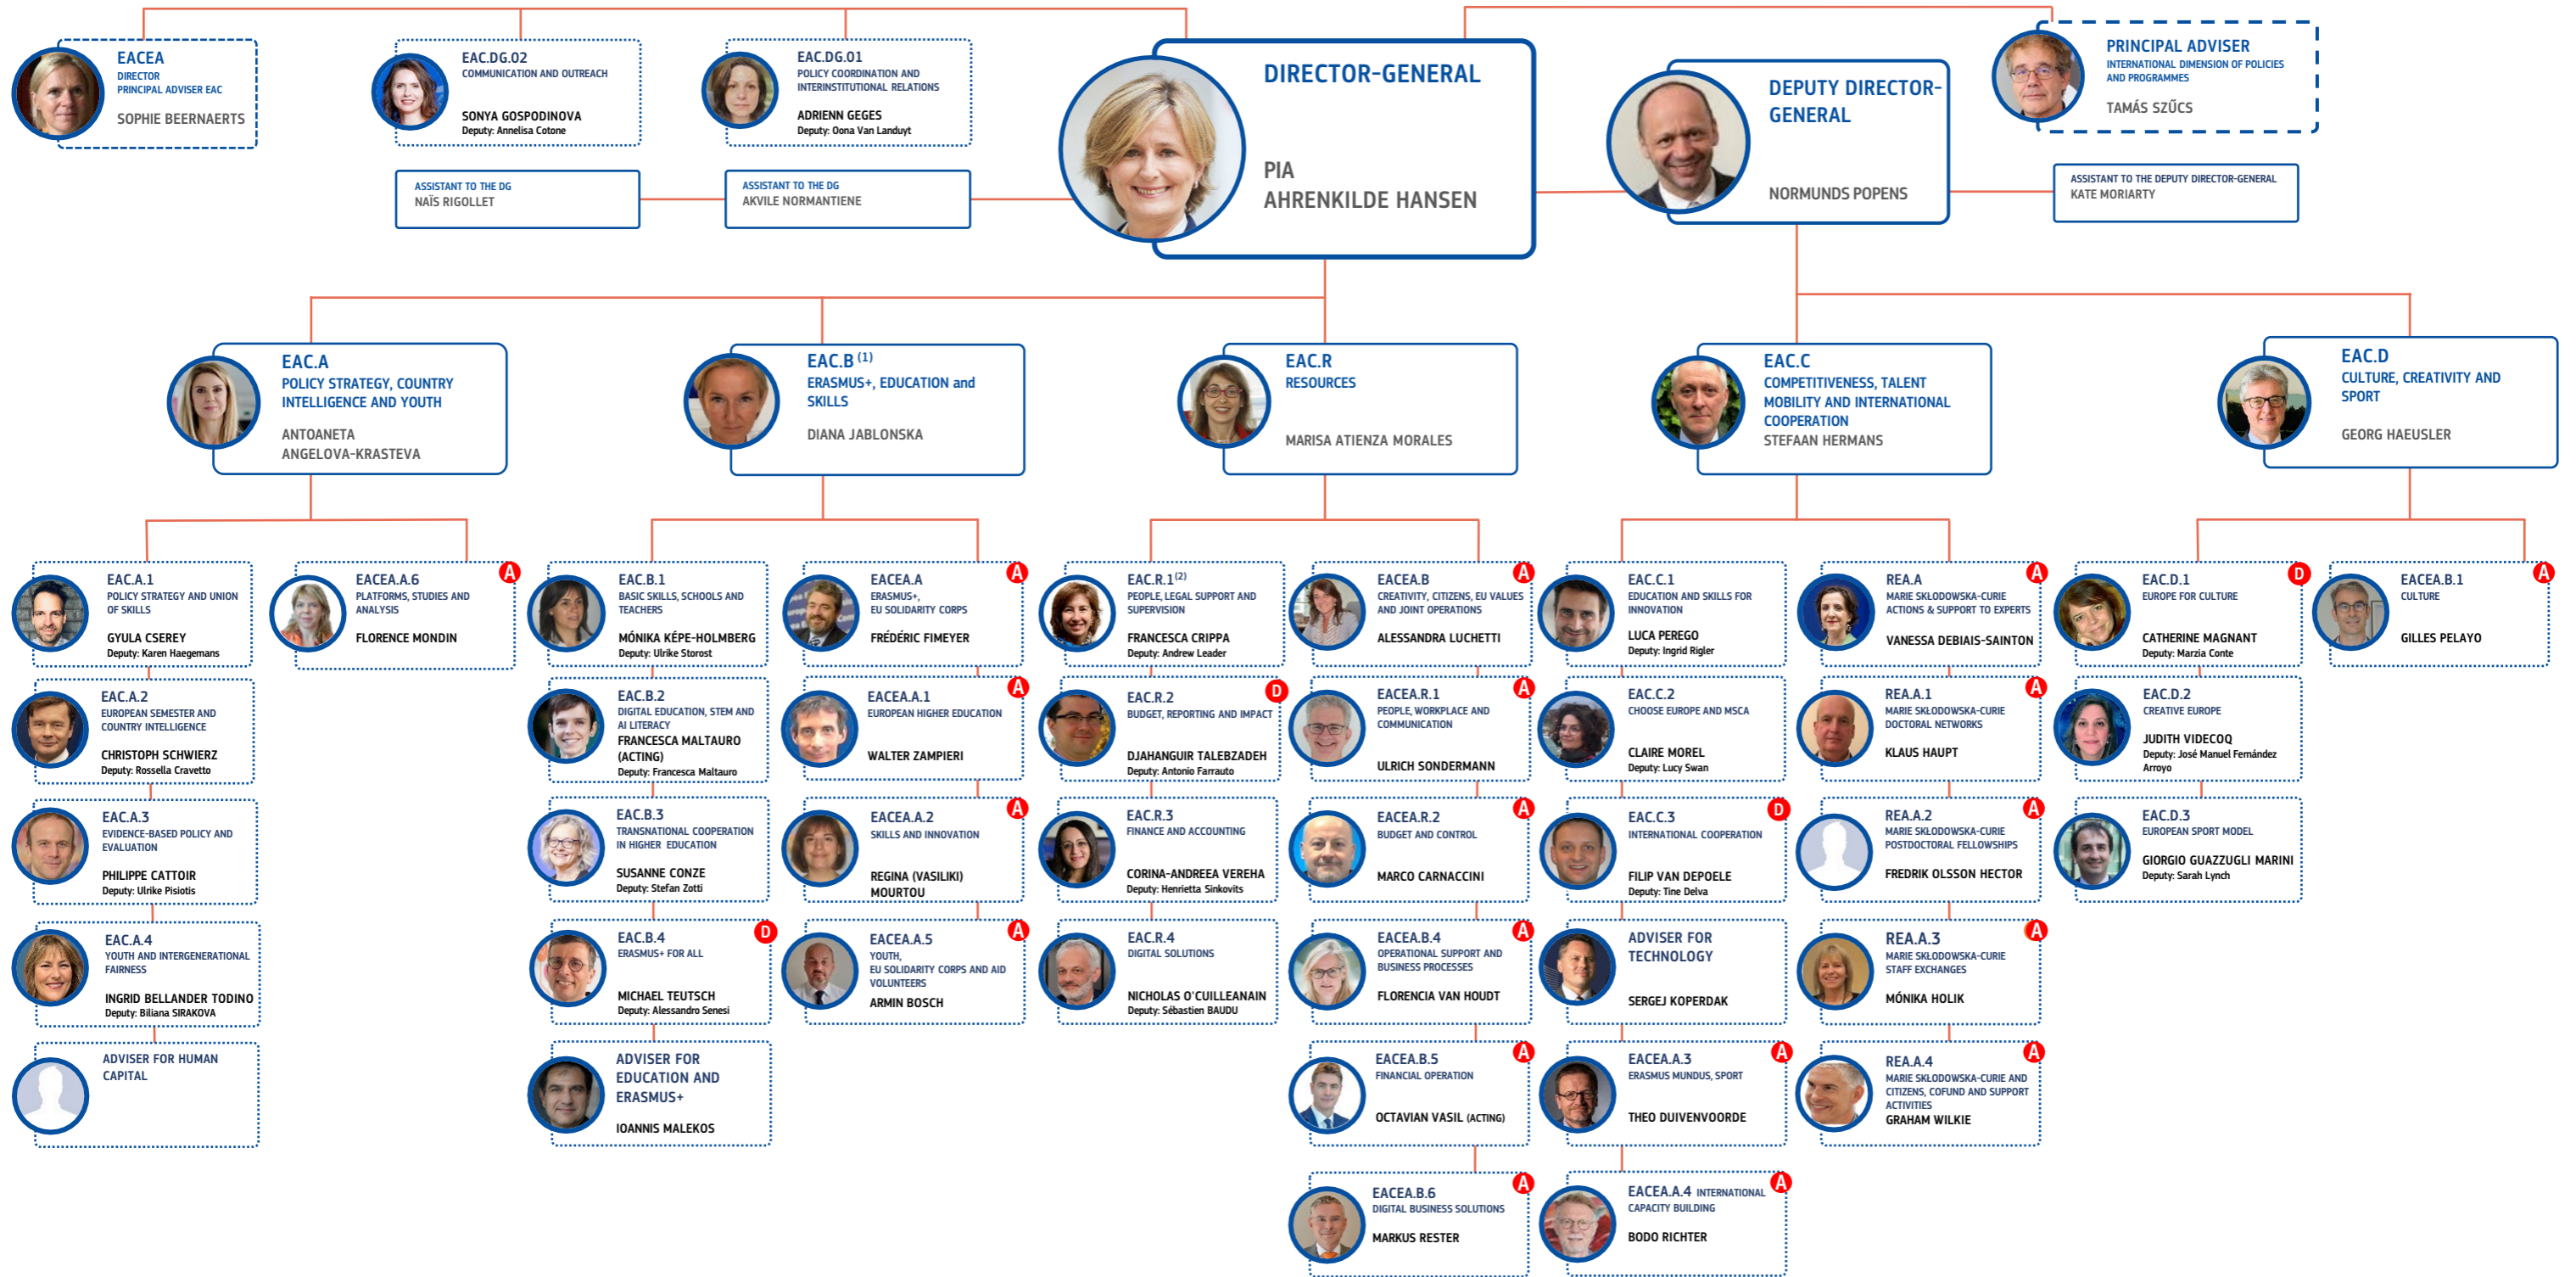 EACEA
DIRECTOR
PRINCIPAL ADVISER EAC
SOPHIE BEERNAERTS
EAC.DG.02
COMMUNICATION AND OUTREACH
SONYA GOSPODINOVA
Deputy: Annelisa Cotone
EAC.DG.01
POLICY COORDINATION AND
INTERINSTITUTIONAL RELATIONS
ADRIENN GEGES
Deputy: Oona Van Landuyt
DIRECTOR-GENERAL
PIA
AHRENKILDE HANSEN
DEPUTY DIRECTOR-
GENERAL
NORMUNDS POPENS
PRINCIPAL ADVISER
INTERNATIONAL DIMENSION OF POLICIES
AND PROGRAMMES
TAMÁS SZŰCS
ASSISTANT TO THE DG
NAÏS RIGOLLET
ASSISTANT TO THE DG
AKVILE NORMANTIENE
ASSISTANT TO THE DEPUTY DIRECTOR-GENERAL
KATE MORIARTY
EAC.A
POLICY STRATEGY, COUNTRY
INTELLIGENCE AND YOUTH
ANTOANETA
ANGELOVA-KRASTEVA
EAC.B (1)
ERASMUS+, EDUCATION and
SKILLS
DIANA JABLONSKA
EAC.R
RESOURCES
MARISA ATIENZA MORALES
EAC.C
COMPETITIVENESS, TALENT
MOBILITY AND INTERNATIONAL
COOPERATION
STEFAAN HERMANS
EAC.D
CULTURE, CREATIVITY AND
SPORT
GEORG HAEUSLER
EAC.A.1
POLICY STRATEGY AND UNION
OF SKILLS
GYULA CSEREY
Deputy: Karen Haegemans
EACEA.A.6
PLATFORMS, STUDIES AND
ANALYSIS
FLORENCE MONDIN
A
EAC.B.1
BASIC SKILLS, SCHOOLS AND
TEACHERS
MÓNIKA KÉPE-HOLMBERG
Deputy: Ulrike Storost
EACEA.A
ERASMUS+,
EU SOLIDARITY CORPS
FRÉDÉRIC FIMEYER
A
EAC.R.1(2)
PEOPLE, LEGAL SUPPORT AND
SUPERVISION
FRANCESCA CRIPPA
Deputy: Andrew Leader
EACEA.B
CREATIVITY, CITIZENS, EU VALUES
AND JOINT OPERATIONS
ALESSANDRA LUCHETTI
A
EAC.C.1
EDUCATION AND SKILLS FOR
INNOVATION
LUCA PEREGO
Deputy: Ingrid Rigler
REA.A
MARIE SKŁODOWSKA-CURIE
ACTIONS & SUPPORT TO EXPERTS
VANESSA DEBIAIS-SAINTON
A
EAC.D.1
EUROPE FOR CULTURE
CATHERINE MAGNANT
Deputy: Marzia Conte
D
EACEA.B.1
CULTURE
GILLES PELAYO
A
EAC.A.2
EUROPEAN SEMESTER AND
COUNTRY INTELLIGENCE
CHRISTOPH SCHWIERZ
Deputy: Rossella Cravetto
EAC.B.2
DIGITAL EDUCATION, STEM AND
AI LITERACY
FRANCESCA MALTAURO
(ACTING)
Deputy: Francesca Maltauro
EACEA.A.1
EUROPEAN HIGHER EDUCATION
WALTER ZAMPIERI
A
EAC.R.2
BUDGET, REPORTING AND IMPACT
DJAHANGUIR TALEBZADEH
Deputy: Antonio Farrauto
D
EACEA.R.1
PEOPLE, WORKPLACE AND
COMMUNICATION
ULRICH SONDERMANN
A
EAC.C.2
CHOOSE EUROPE AND MSCA
CLAIRE MOREL
Deputy: Lucy Swan
REA.A.1
MARIE SKŁODOWSKA-CURIE
DOCTORAL NETWORKS
KLAUS HAUPT
A
EAC.D.2
CREATIVE EUROPE
JUDITH VIDECOQ
Deputy: José Manuel Fernández
Arroyo
EAC.A.3
EVIDENCE-BASED POLICY AND
EVALUATION
PHILIPPE CATTOIR
Deputy: Ulrike Pisiotis
EAC.B.3
TRANSNATIONAL COOPERATION
IN HIGHER EDUCATION
SUSANNE CONZE
Deputy: Stefan Zotti
EACEA.A.2
SKILLS AND INNOVATION
REGINA (VASILIKI)
MOURTOU
A
EAC.R.3
FINANCE AND ACCOUNTING
CORINA-ANDREEA VEREHA
Deputy: Henrietta Sinkovits
EACEA.R.2
BUDGET AND CONTROL
MARCO CARNACCINI
A
EAC.C.3
INTERNATIONAL COOPERATION
FILIP VAN DEPOELE
Deputy: Tine Delva
D
REA.A.2
MARIE SKŁODOWSKA-CURIE
POSTDOCTORAL FELLOWSHIPS
FREDRIK OLSSON HECTOR
A
EAC.D.3
EUROPEAN SPORT MODEL
GIORGIO GUAZZUGLI MARINI
Deputy: Sarah Lynch
EAC.A.4
YOUTH AND INTERGENERATIONAL
FAIRNESS
INGRID BELLANDER TODINO
Deputy: Biliana SIRAKOVA
EAC.B.4
ERASMUS+ FOR ALL
MICHAEL TEUTSCH
Deputy: Alessandro Senesi
D
EACEA.A.5
YOUTH,
EU SOLIDARITY CORPS AND AID
VOLUNTEERS
ARMIN BOSCH
A
EAC.R.4
DIGITAL SOLUTIONS
NICHOLAS O'CUILLEANAIN
Deputy: Sébastien BAUDU
EACEA.B.4
OPERATIONAL SUPPORT AND
BUSINESS PROCESSES
FLORENCIA VAN HOUDT
A
ADVISER FOR
TECHNOLOGY
SERGEJ KOPERDAK
REA.A.3
MARIE SKŁODOWSKA-CURIE
STAFF EXCHANGES
MÓNIKA HOLIK
A
ADVISER FOR HUMAN
CAPITAL
ADVISER FOR
EDUCATION AND
ERASMUS+
IOANNIS MALEKOS
EACEA.B.5
FINANCIAL OPERATION
OCTAVIAN VASIL (ACTING)
A
EACEA.A.3
ERASMUS MUNDUS, SPORT
THEO DUIVENVOORDE
A
REA.A.4
MARIE SKŁODOWSKA-CURIE AND
CITIZENS, COFUND AND SUPPORT
ACTIVITIES
GRAHAM WILKIE
A
EACEA.B.6
DIGITAL BUSINESS SOLUTIONS
MARKUS RESTER
A
EACEA.A.4 INTERNATIONAL
CAPACITY BUILDING
BODO RICHTER
A